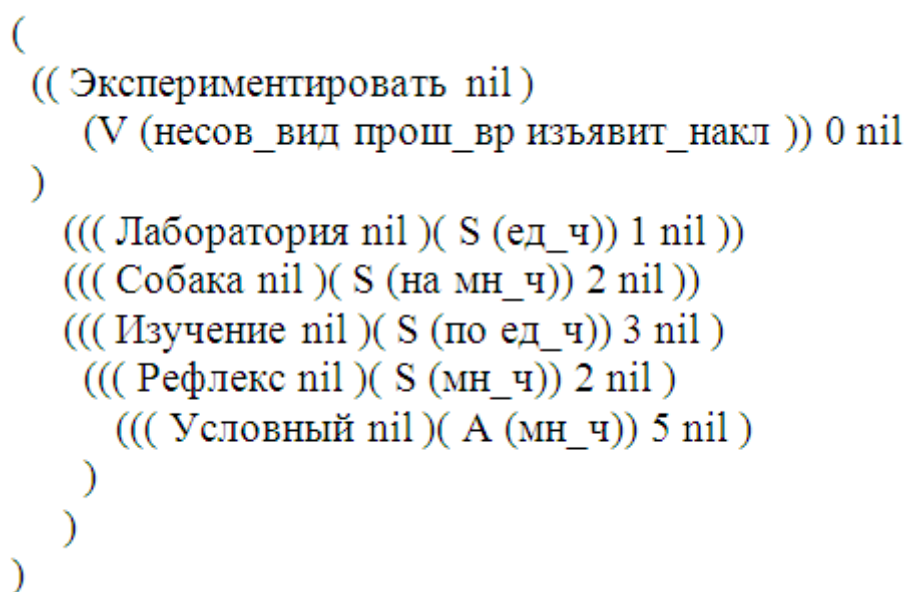 (
(( Экспериментировать nil )
(V (несов_вид прош_вр изъявит_накл )) 0 nil
)
((( Лаборатория nil )( S (ед_ч)) 1 nil ))
((( Собака nil )( S (на мн_ч)) 2 nil ))
((( Изучение nil )( S (по ед_ч)) 3 nil )
((( Рефлекс nil )( S (мн_ч)) 2 nil )
((( Условный nil )( A (мн_ч)) 5 nil )
)
)
)